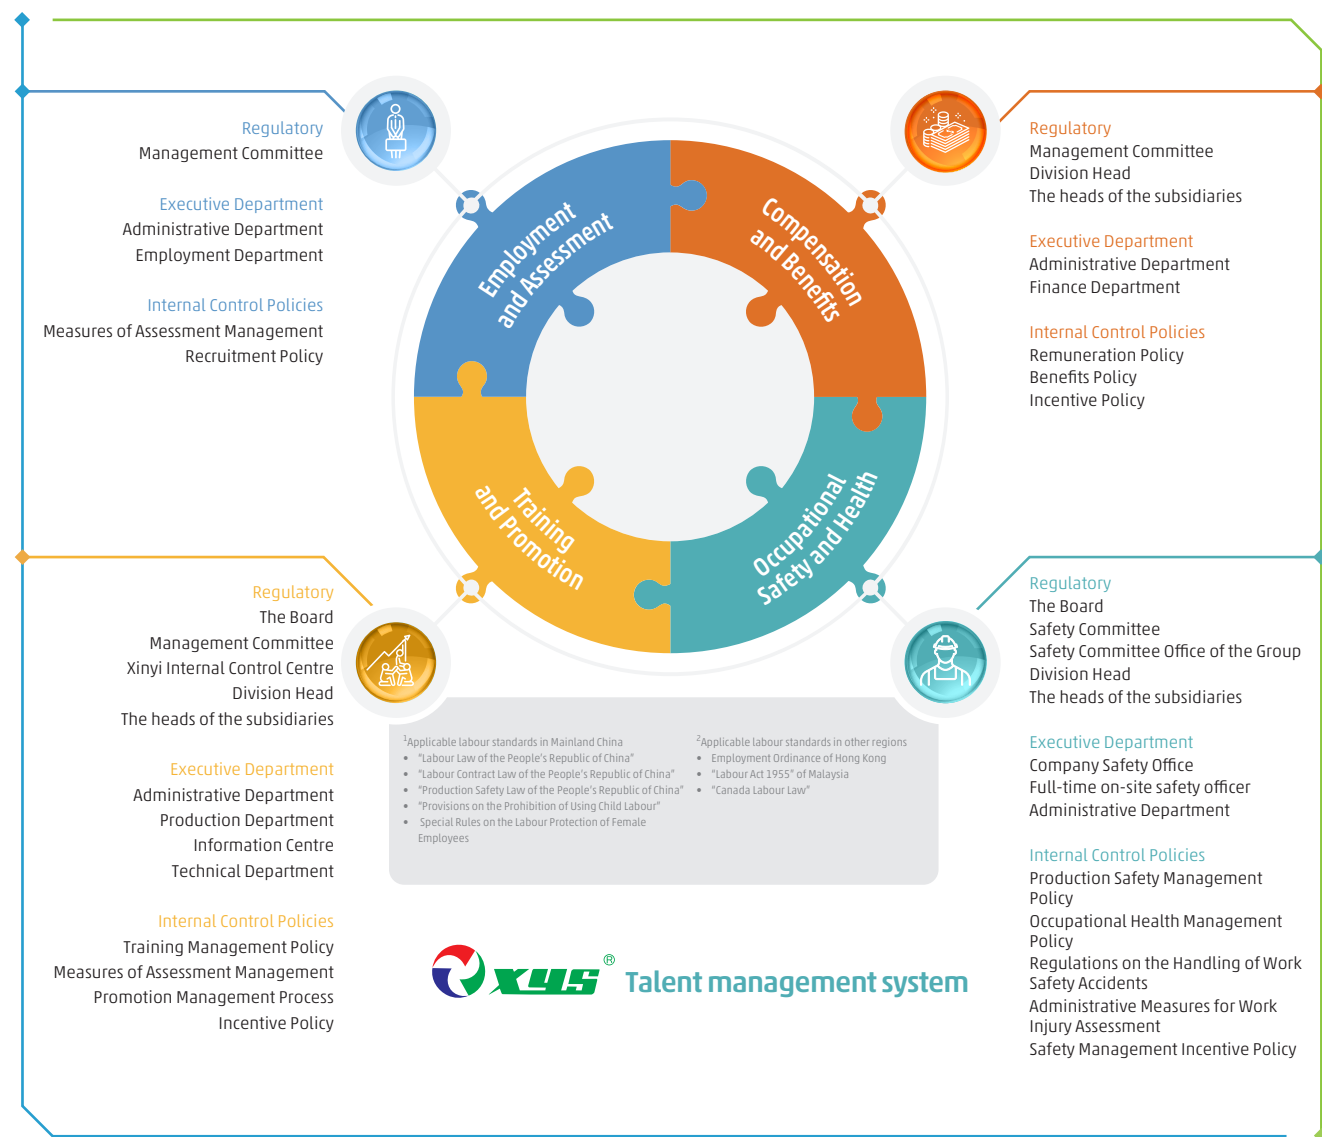 Regulatory
Management Committee
Executive Department
Administrative Department
Employment Department
Internal Control Policies
Measures of Assessment Management
Recruitment Policy
Employment
and Assessment
Compensation
and Benefits
Regulatory
Management Committee
Division Head
The heads of the subsidiaries
Executive Department
Administrative Department
Finance Department
Internal Control Policies
Remuneration Policy
Benefits Policy
Incentive Policy
Training
and Promotion
Occupational
Safety and Health
Regulatory
The Board
Management Committee
Xinyi Internal Control Centre
Division Head
The heads of the subsidiaries
Executive Department
Administrative Department
Production Department
Information Centre
Technical Department
Internal Control Policies
Training Management Policy
Measures of Assessment Management
Promotion Management Process
Incentive Policy
Regulatory
The Board
Safety Committee
Safety Committee Office of the Group
Division Head
The heads of the subsidiaries
Executive Department
Company Safety Office
Full-time on-site safety officer
Administrative Department
Internal Control Policies
Production Safety Management
Policy
Occupational Health Management
Policy
Regulations on the Handling of Work
Safety Accidents
Administrative Measures for Work
Injury Assessment
Safety Management Incentive Policy
¹Applicable labour standards in Mainland China
• "Labour Law of the People's Republic of China"
• "Labour Contract Law of the People's Republic of China"
• "Production Safety Law of the People's Republic of China"
• "Provisions on the Prohibition of Using Child Labour"
• Special Rules on the Labour Protection of Female
Employees
²Applicable labour standards in other regions
• Employment Ordinance of Hong Kong
• "Labour Act 1955" of Malaysia
• "Canada Labour Law"
XYS® Talent management system